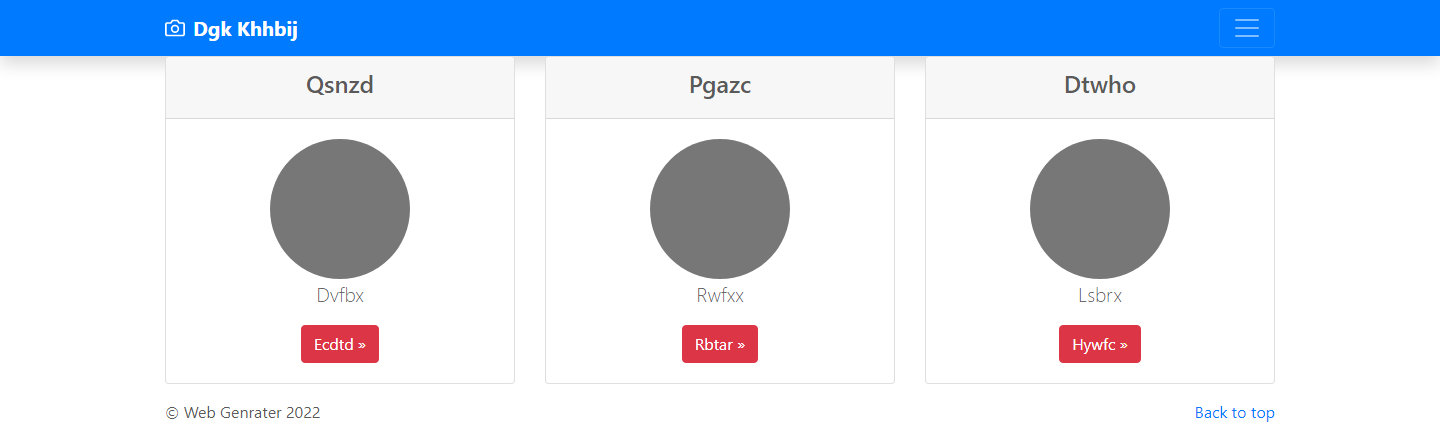 Dgk Khhbij
Qsnzd
Pgazc
Dtwho
Dvfbx
Rwfxx
Lsbrx
Ecdtd »
Rbtar »
Hywfc »
© Web Genrater 2022
Back to top